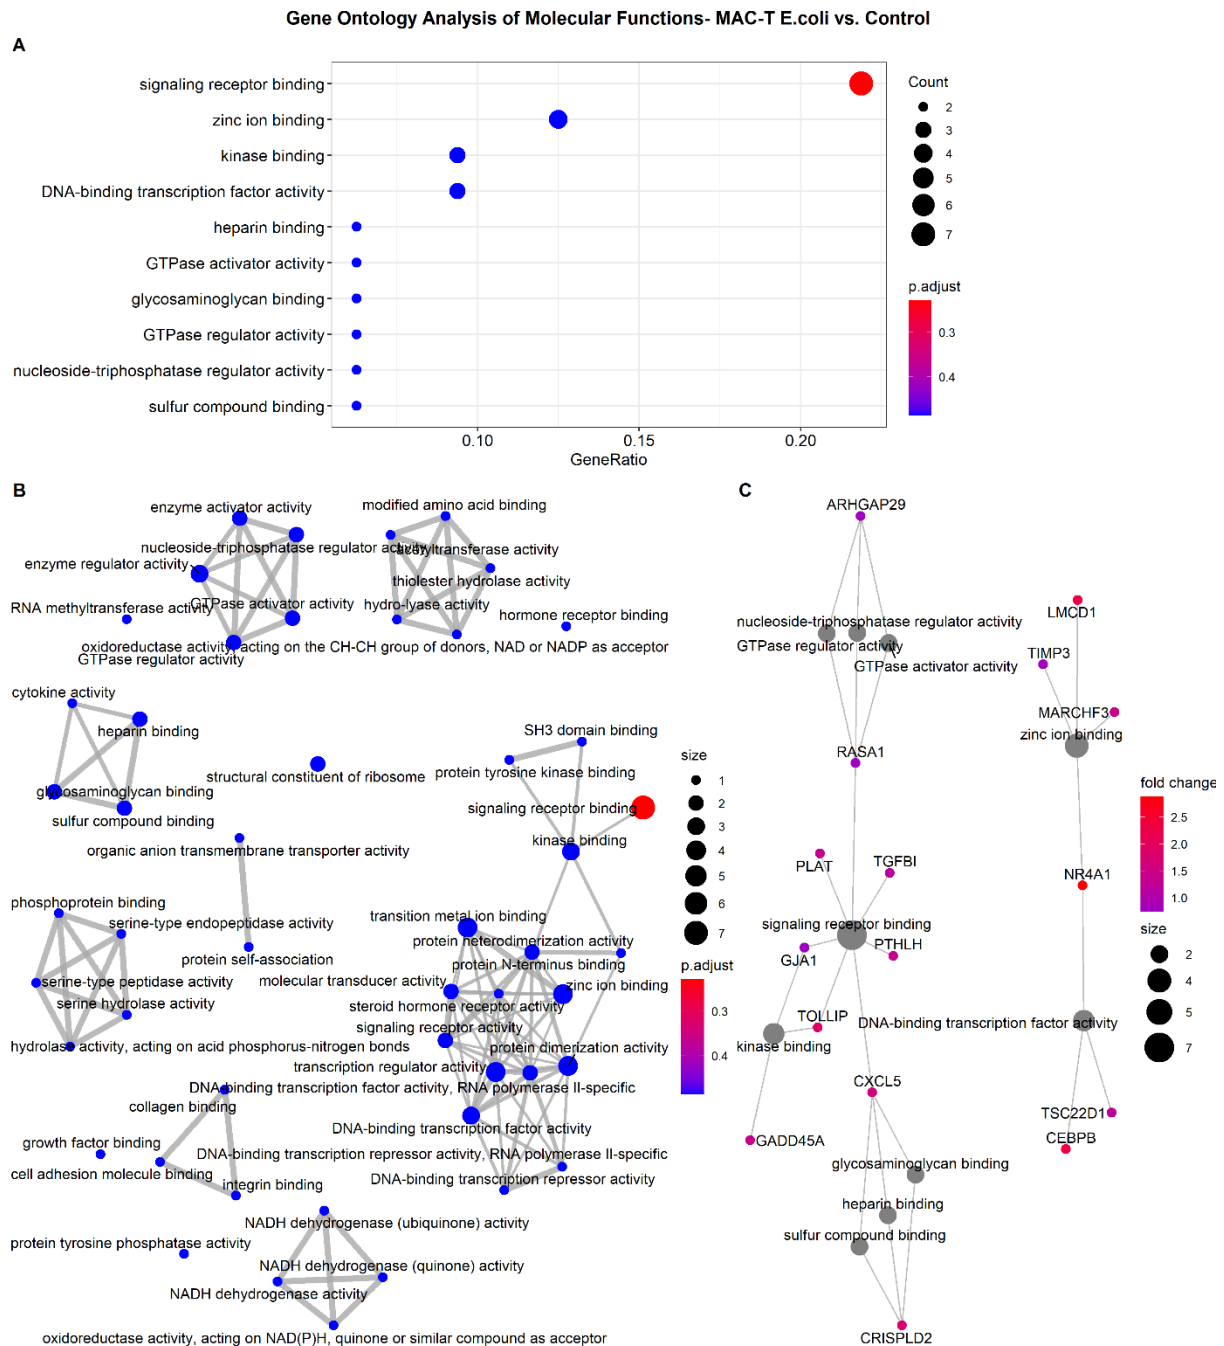 Gene Ontology Analysis of Molecular Functions- MAC-T E.coli vs. Control
A
signaling receptor binding
zinc ion binding
kinase binding
DNA-binding transcription factor activity
heparin binding
GTPase activator activity
glycosaminoglycan binding
GTPase regulator activity
nucleoside-triphosphatase regulator activity
sulfur compound binding
0.10
0.15
0.20
GeneRatio
Count
2
3
4
5
6
7
p.adjust
0.3
0.4
B
enzyme activator activity
modified amino acid binding
nucleoside-triphosphatase regulator activity
acetyltransferase activity
enzyme regulator activity
thiolester hydrolase activity
RNA methyltransferase activity
GTPase activator activity
hydro-lyase activity
hormone receptor binding
oxidoreductase activity, acting on the CH-CH group of donors, NAD or NADP as acceptor
GTPase regulator activity
cytokine activity
heparin binding
SH3 domain binding
structural constituent of ribosome
protein tyrosine kinase binding
glycosaminoglycan binding
signaling receptor binding
sulfur compound binding
kinase binding
organic anion transmembrane transporter activity
phosphoprotein binding
serine-type endopeptidase activity
transition metal ion binding
protein heterodimerization activity
protein self-association
protein N-terminus binding
serine-type peptidase activity
molecular transducer activity
zinc ion binding
serine hydrolase activity
steroid hormone receptor activity
signaling receptor activity
hydrolase activity, acting on acid phosphorus-nitrogen bonds
protein dimerization activity
transcription regulator activity
DNA-binding transcription factor activity, RNA polymerase II-specific
collagen binding
DNA-binding transcription factor activity
growth factor binding
DNA-binding transcription repressor activity, RNA polymerase II-specific
cell adhesion molecule binding
integrin binding
DNA-binding transcription repressor activity
NADH dehydrogenase (ubiquinone) activity
protein tyrosine phosphatase activity
NADH dehydrogenase (quinone) activity
NADH dehydrogenase activity
oxidoreductase activity, acting on NAD(P)H, quinone or similar compound as acceptor
size
1
2
3
4
5
6
7
p.adjust
0.3
0.4
C
ARHGAP29
LMCD1
nucleoside-triphosphatase regulator activity
GTPase regulator activity
GTPase activator activity
TIMP3
MARCHF3
zinc ion binding
RASA1
PLAT
TGFBI
NR4A1
signaling receptor binding
PTHLH
GJA1
TOLLIP
DNA-binding transcription factor activity
kinase binding
CXCL5
TSC22D1
GADD45A
CEBPB
glycosaminoglycan binding
heparin binding
sulfur compound binding
CRISPLD2
fold change
2.5
2.0
1.5
1.0
size
2
4
5
7